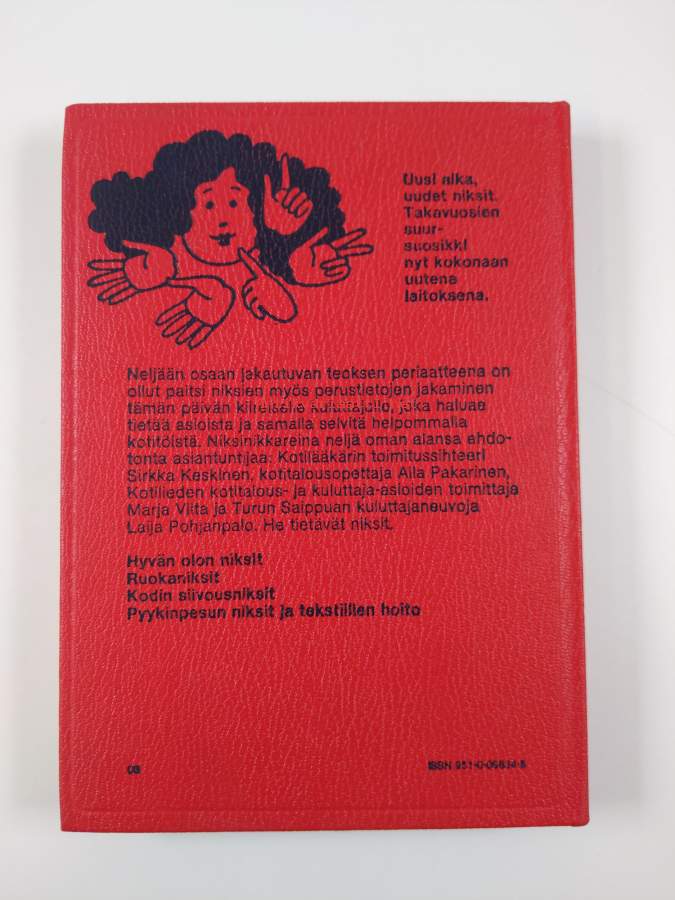 Uusi aika,
uudet niksit.
Takavuosien
suur-
suosikki
nyt kokonaan
uutena
laitoksena.
Neljään osaan jakautuvan teoksen periaatteena on
ollut paitsi niksien myös perustietojen jakaminen
tämän päivän kiireiselle kuluttajalle, joka haluaa
tietää asioista ja samalla selvitä helpommalla
kotitöistä. Niksinikkareina neljä oman alansa ehdo-
tonta asiantuntijaa: Kotilääkärin toimitussihteeri
Sirkka Keskinen, kotitalousopettaja Aila Pakarinen,
Kotilieden kotitalous- ja kuluttaja-asioiden toimittaja
Marja Viita ja Turun Saippuan kuluttajaneuvoja
Laija Pohjanpalo. He tietävät niksit.
Hyvän olon niksit
Ruokaniksit
Kodin siivousniksit
Pyykinpesun niksit ja tekstiilien hoito
ISBN